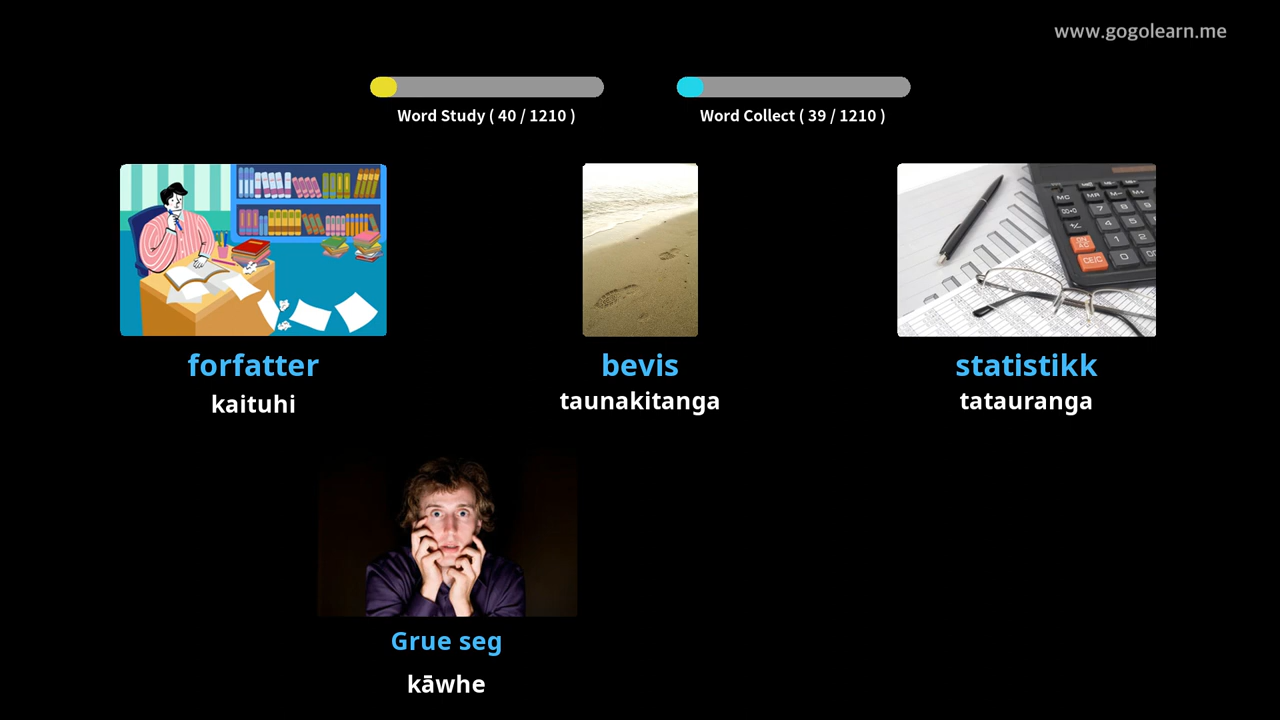 www.gogolearn.me
Word Study ( 40 / 1210 )
Word Collect ( 39 / 1210 )
forfatter
kaituhi
bevis
taunakitanga
statistikk
tatauranga
Grue seg
kāwhe